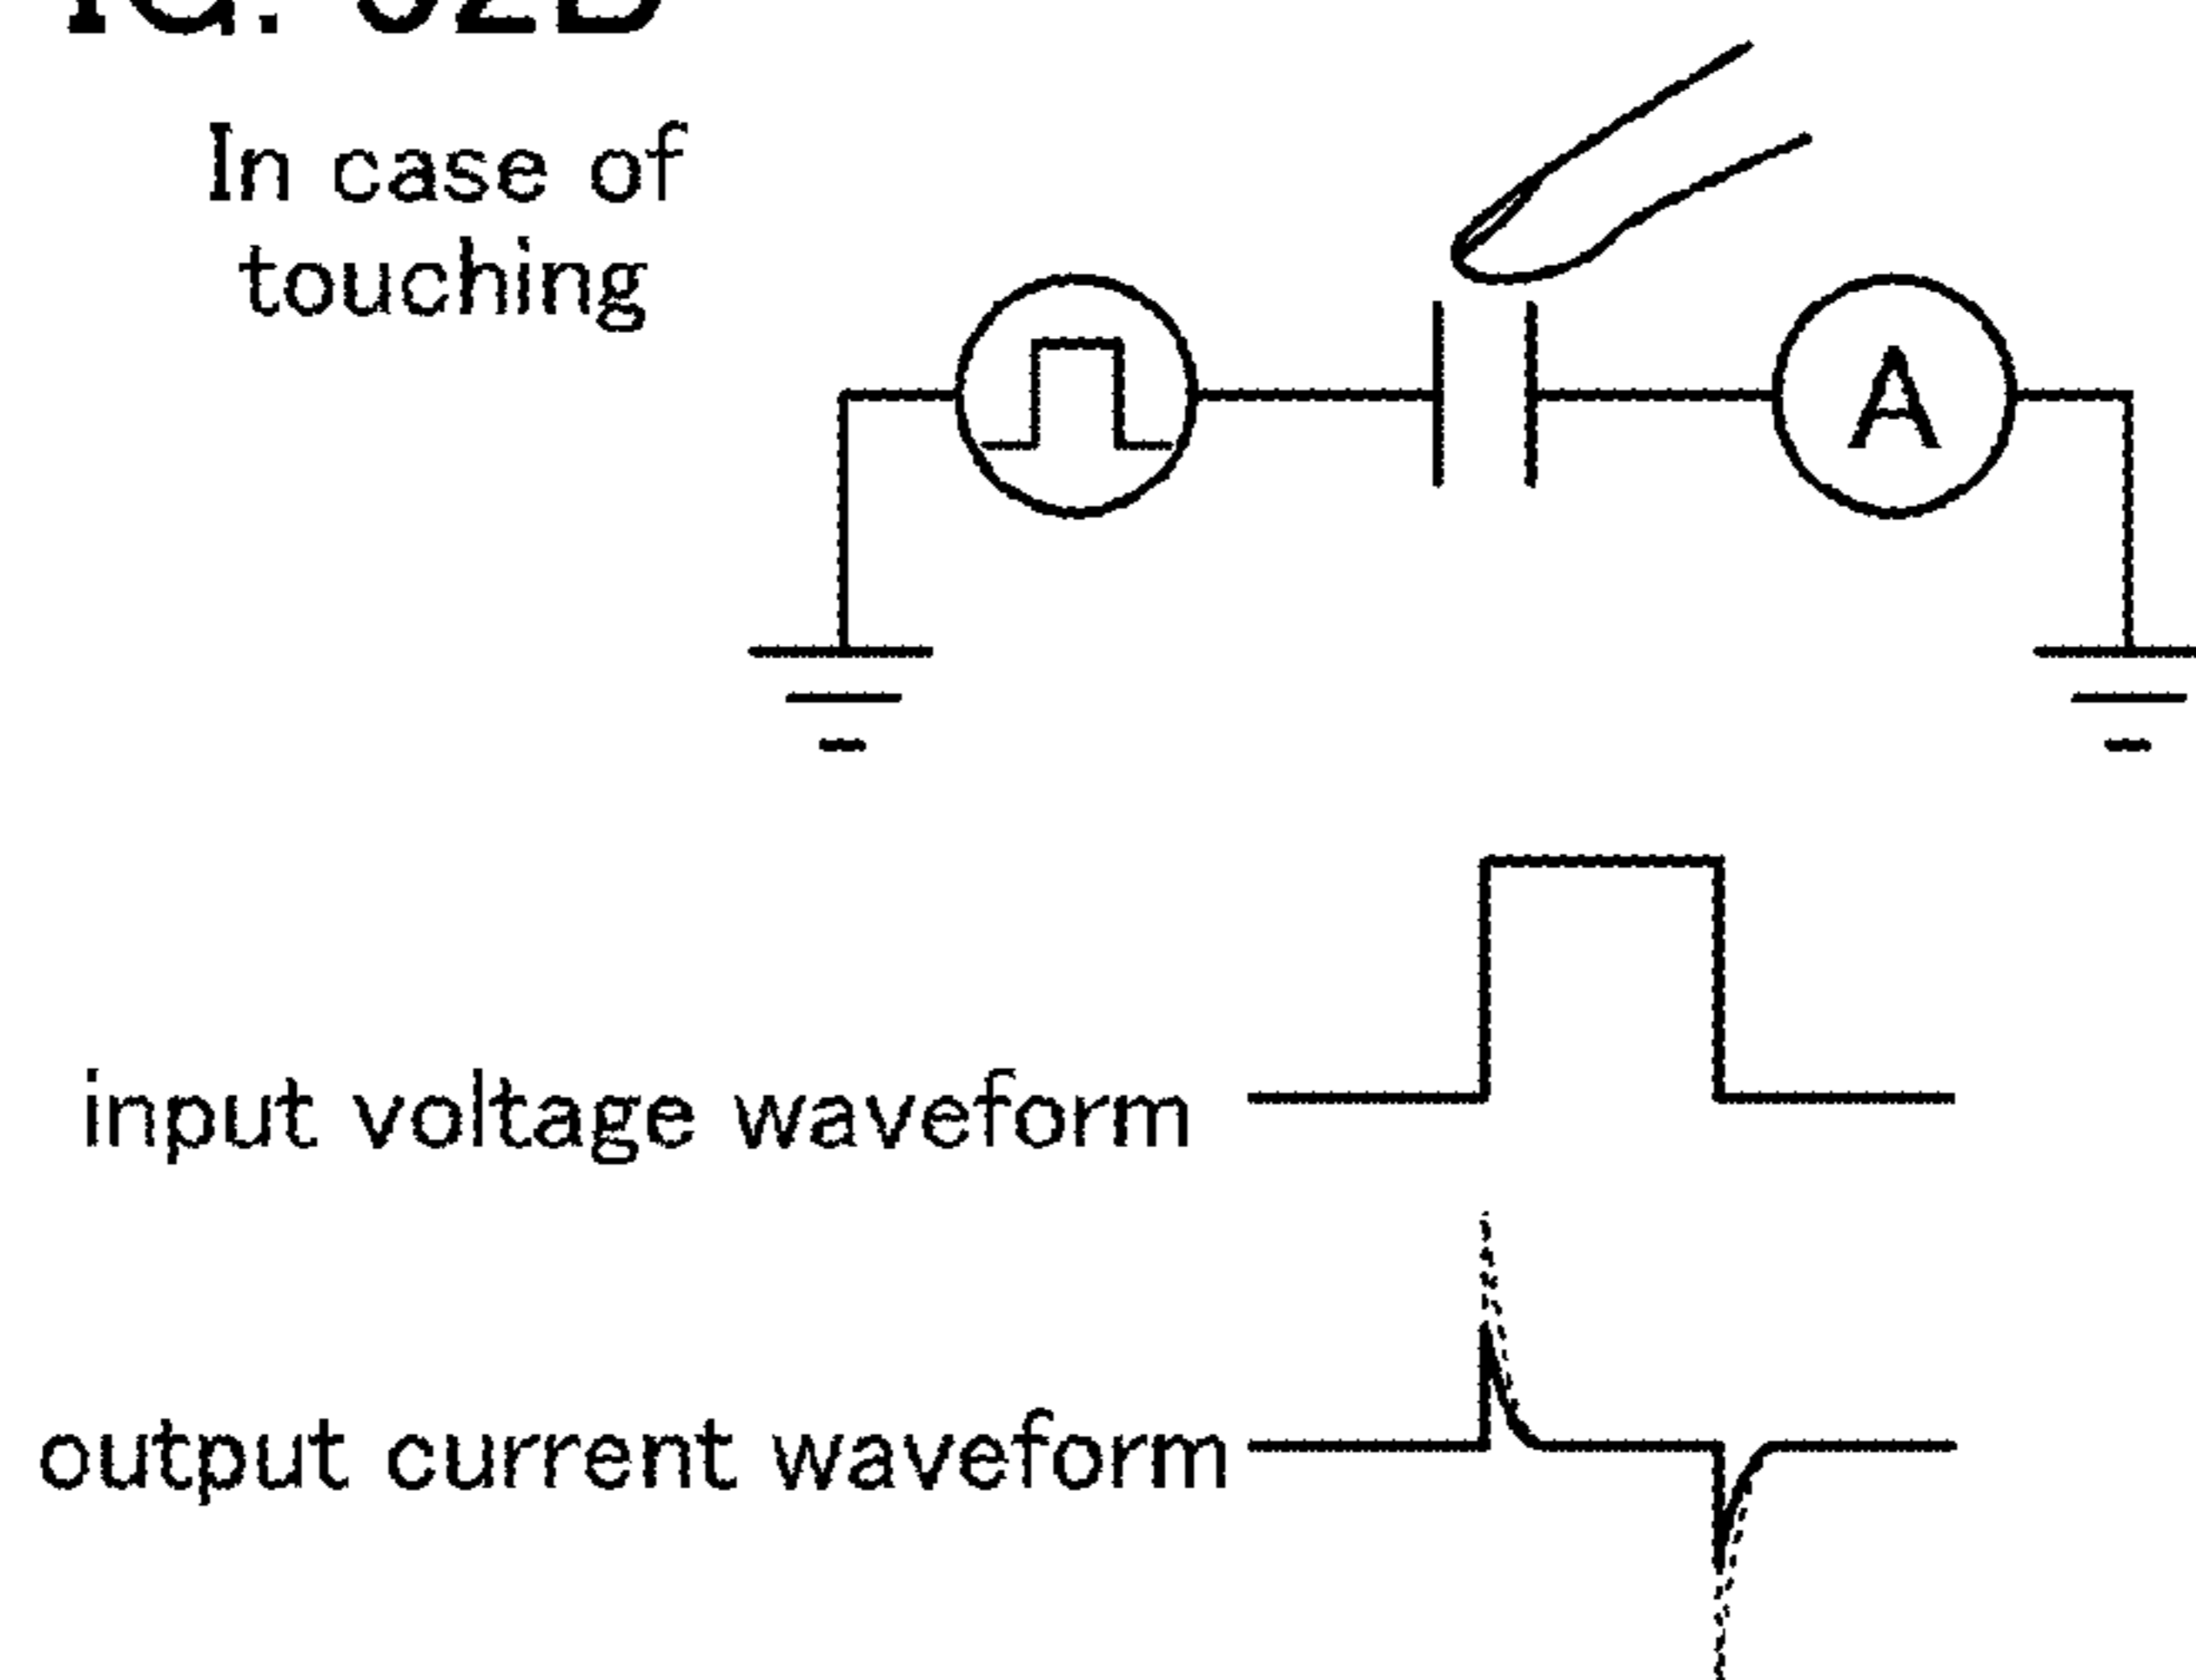 In case of
touching
A
input voltage waveform
output current waveform